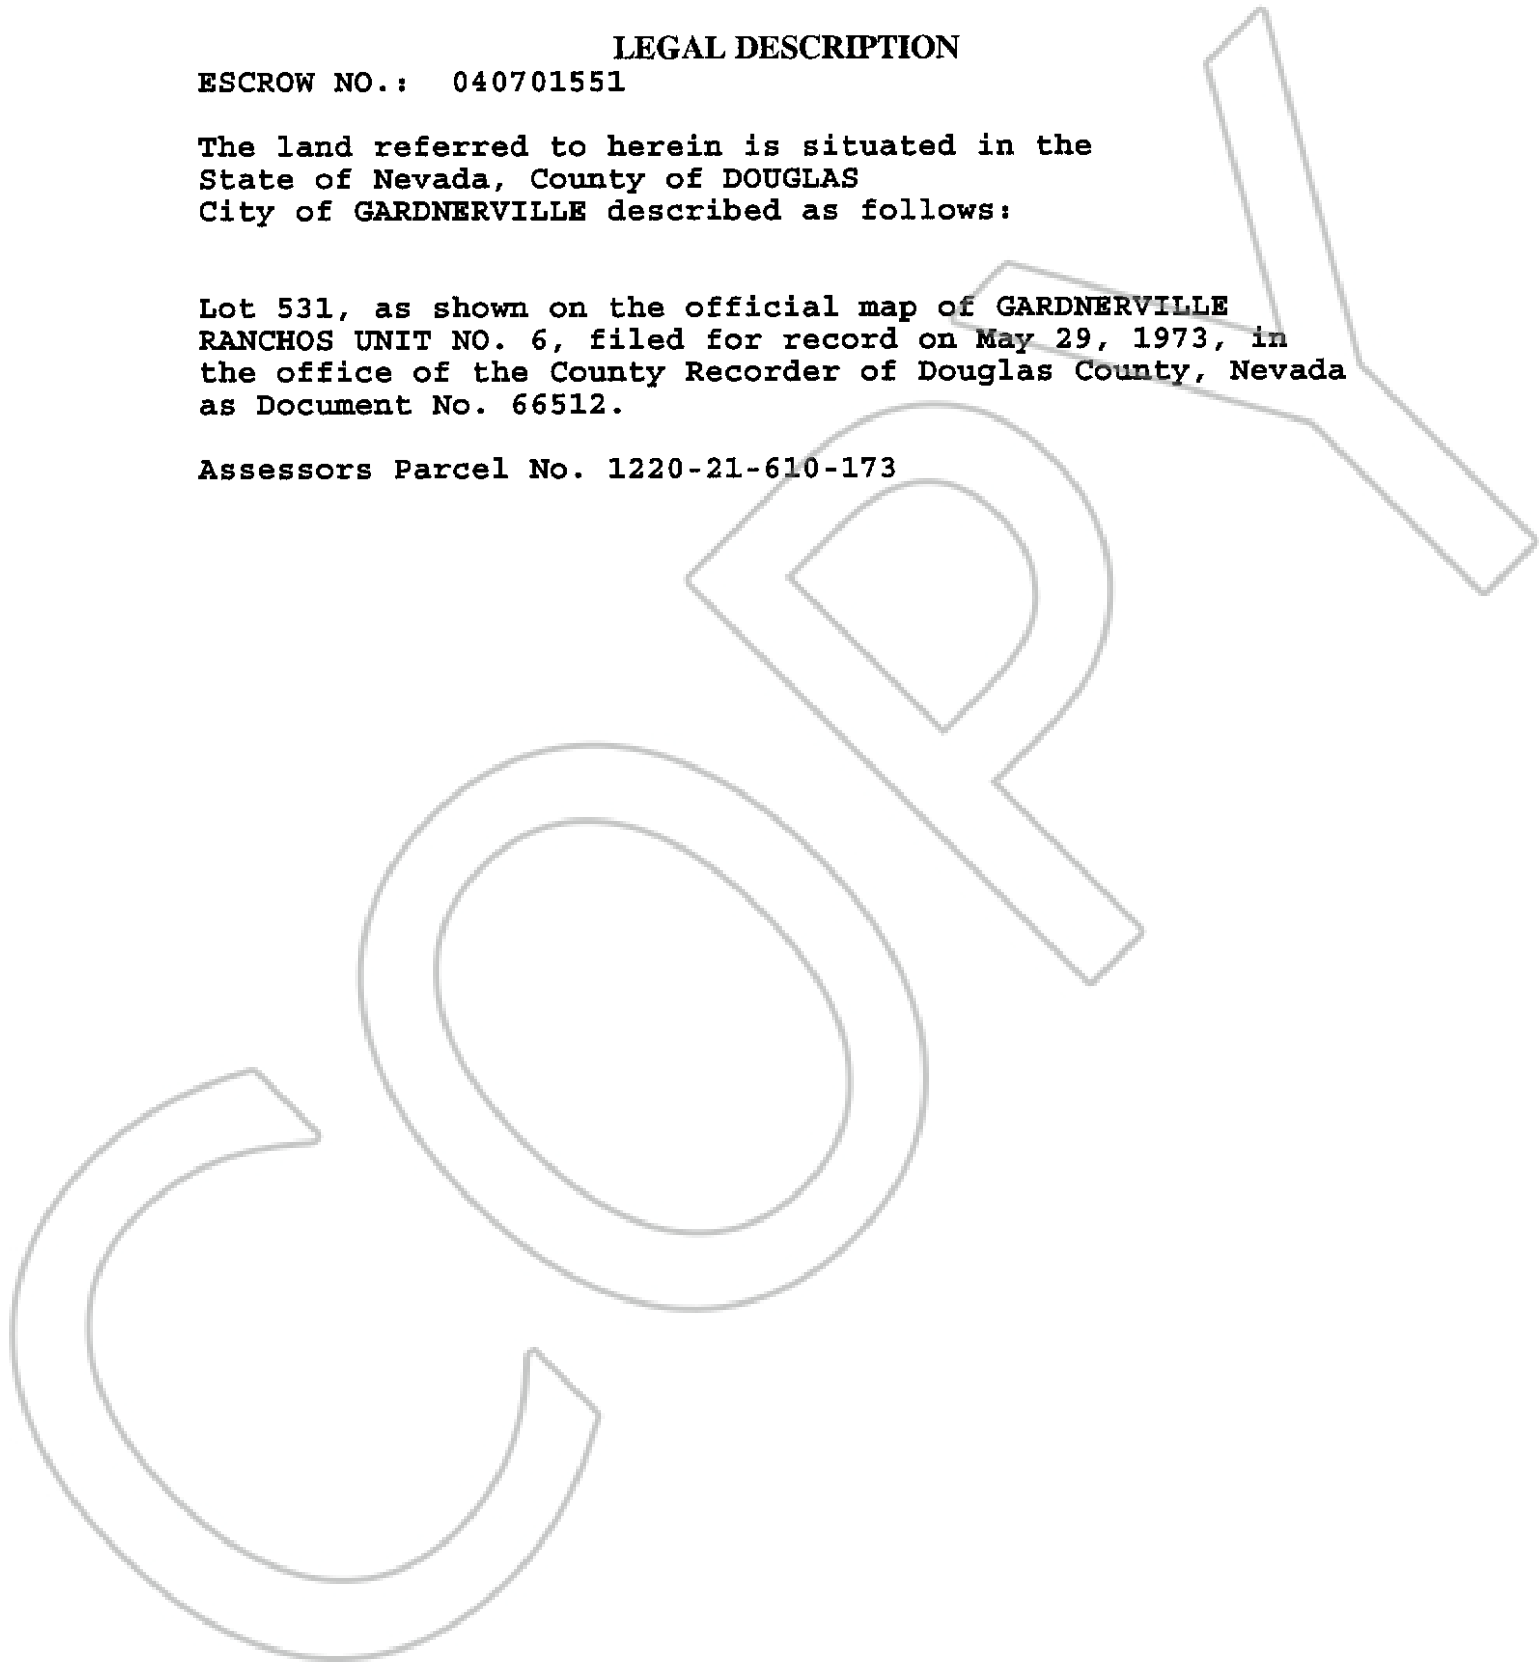 LEGAL DESCRIPTION
ESCROW NO.: 040701551
The land referred to herein is situated in the
State of Nevada, County of DOUGLAS
City of GARDNERVILLE described as follows:
Lot 531, as shown on the official map of GARDNERVILLE
RANCHOS UNIT NO. 6, filed for record on May 29, 1973, in
the office of the County Recorder of Douglas County, Nevada
as Document No. 66512.
Assessors Parcel No. 1220-21-610-173
COPY